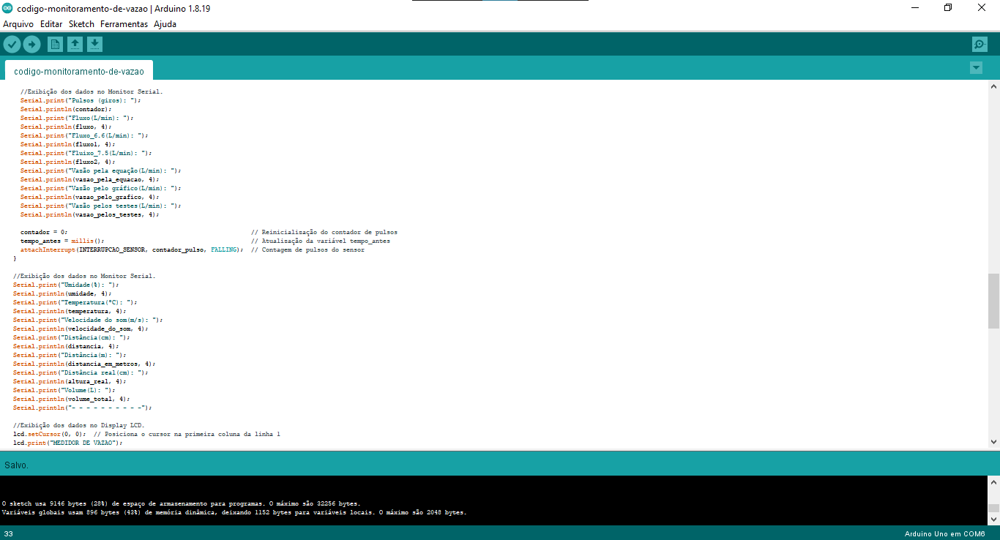 codigo-monitoramento-de-vazao | Arduino 1.8.19
Arquivo Editar Sketch Ferramentas Ajuda
codigo-monitoramento-de-vazao
//Exibição dos dados no Monitor Serial.
Serial.print("Pulsos (giros): ");
Serial.println(contador);
Serial.print("Fluxo(L/min): ");
Serial.println(fluxo, 4);
Serial.print("Fluxo_6.6(L/min): ");
Serial.println(fluxo1, 4);
Serial.print("Fluixo_7.5(L/min): ");
Serial.println(fluxo2, 4);
Serial.print("Vazão pela equação(L/min): ");
Serial.println(vazao_pela_equacao, 4);
Serial.print("Vazão pelo gráfico(L/min): ");
Serial.println(vazao_pelo_grafico, 4);
Serial.print("Vazão pelos testes(L/min): ");
Serial.println(vazao_pelos_testes, 4);
contador = 0; // Reinicialização do contador de pulsos
tempo_antes = millis(); // Atualização da variável tempo_antes
attachInterrupt(INTERRUPCAO_SENSOR, contador_pulso, FALLING); // Contagem de pulsos do sensor
}
//Exibição dos dados no Monitor Serial.
Serial.print("Umidade(%): ");
Serial.println(umidade, 4);
Serial.print("Temperatura(°C): ");
Serial.println(temperatura, 4);
Serial.print("Velocidade do som(m/s): ");
Serial.println(velocidade_do_som, 4);
Serial.print("Distância(cm): ");
Serial.println(distancia, 4);
Serial.print("Distância(m): ");
Serial.println(distancia_em_metros, 4);
Serial.print("Distância real(cm): ");
Serial.println(altura_real, 4);
Serial.print("Volume(L): ");
Serial.println(volume_total, 4);
Serial.println("- - - - - - - - - -");
//Exibição dos dados no Display LCD.
lcd.setCursor(0, 0); // Posiciona o cursor na primeira coluna da linha 1
lcd.print("MEDIDOR DE VAZAO");
Salvo.
O sketch usa 9146 bytes (28%) de espaço de armazenamento para programas. O máximo são 32256 bytes.
Variáveis globais usam 896 bytes (43%) de memória dinâmica, deixando 1152 bytes para variáveis locais. O máximo são 2048 bytes.
33
Arduino Uno em COM6